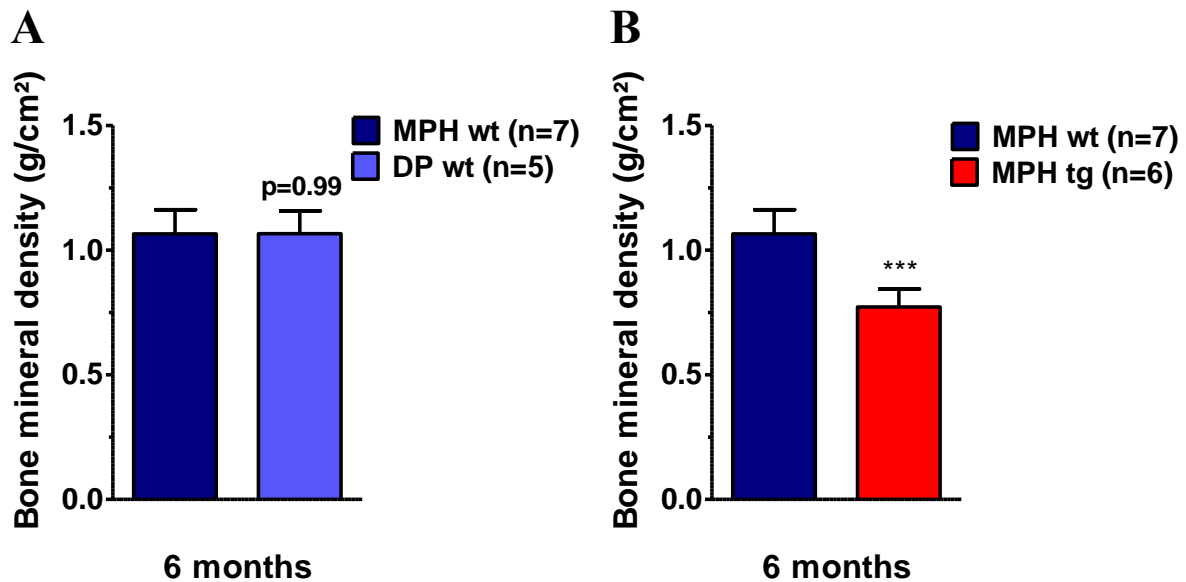 A
Bone mineral density (g/cm²)
1.5
1.0
0.5
0.0
MPH wt (n=7)
DP wt (n=5)
p=0.99
6 months
B
Bone mineral density (g/cm²)
1.5
1.0
0.5
0.0
MPH wt (n=7)
MPH tg (n=6)
***
6 months